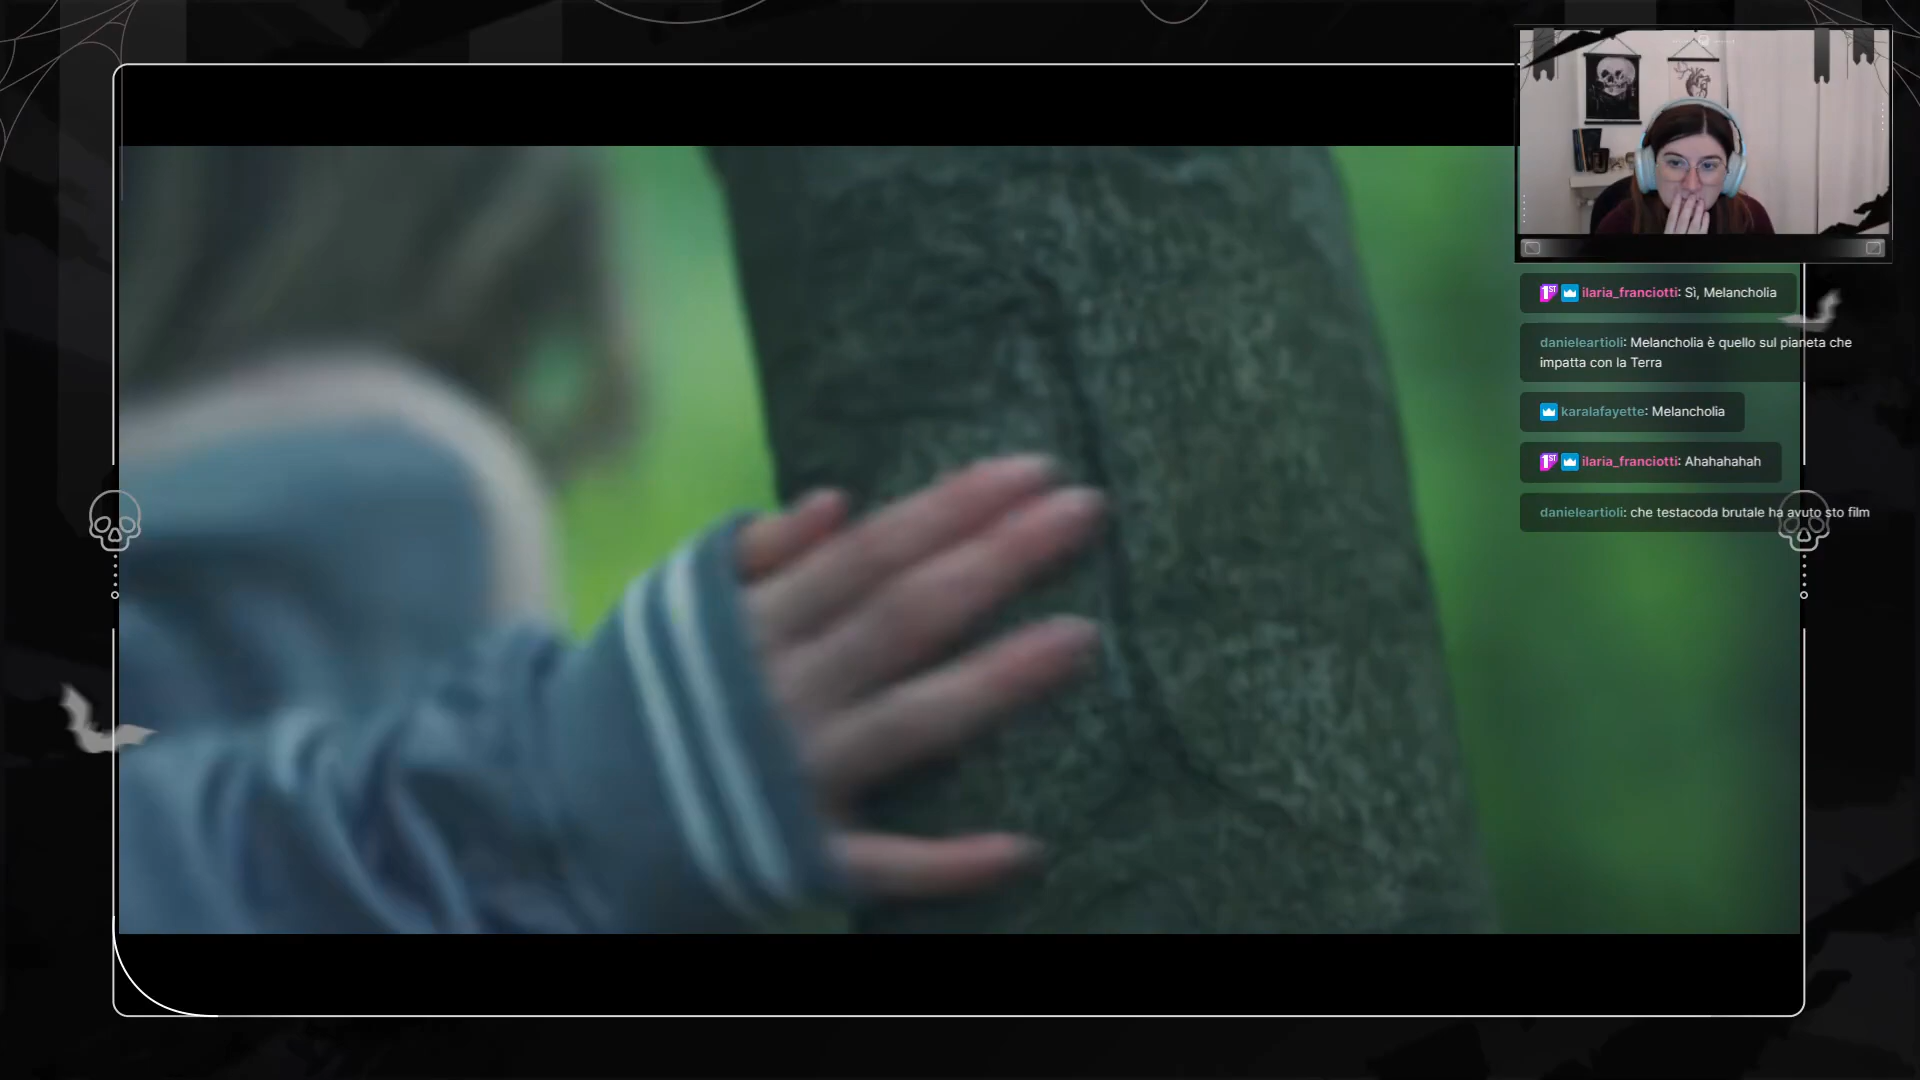 ilaria_franciotti: Sì, Melancholia
danieleartioli: Melancholia è quello sul pianeta che
impatta con la Terra
karalafayette: Melancholia
ilaria_franciotti: Ahahahahah
danieleartioli: che testacoda brutale ha avuto sto film